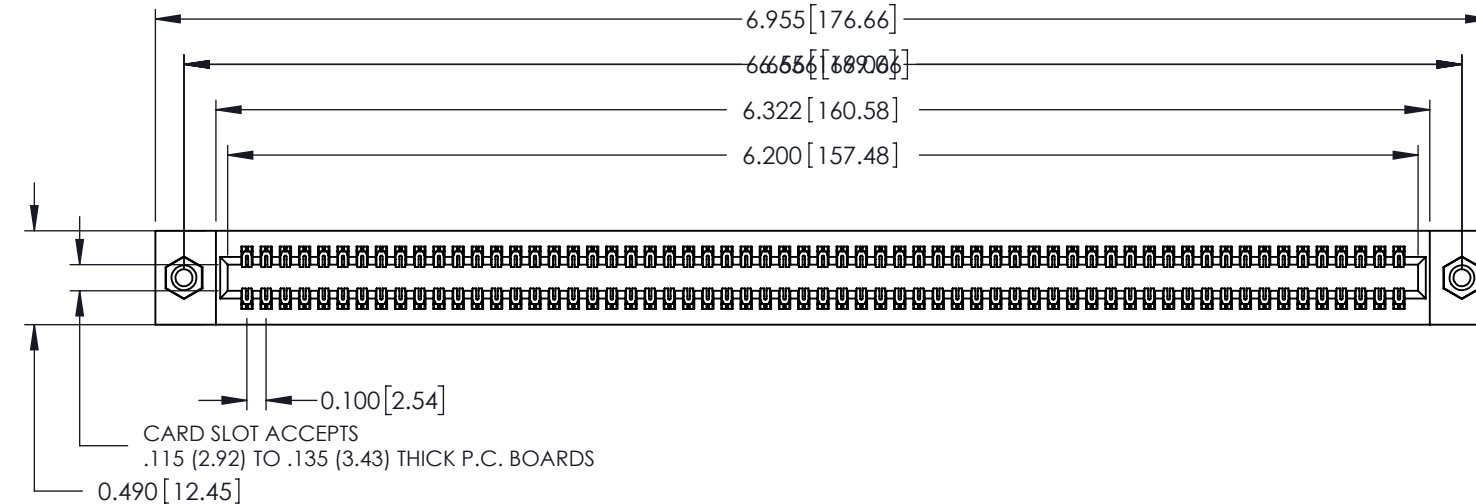 6.955[176.66]
6.322[160.58]
6.200[157.48]
0.100[2.54]
CARD SLOT ACCEPTS
.115 (2.92) TO .135 (3.43) THICK P.C. BOARDS
0.490[12.45]